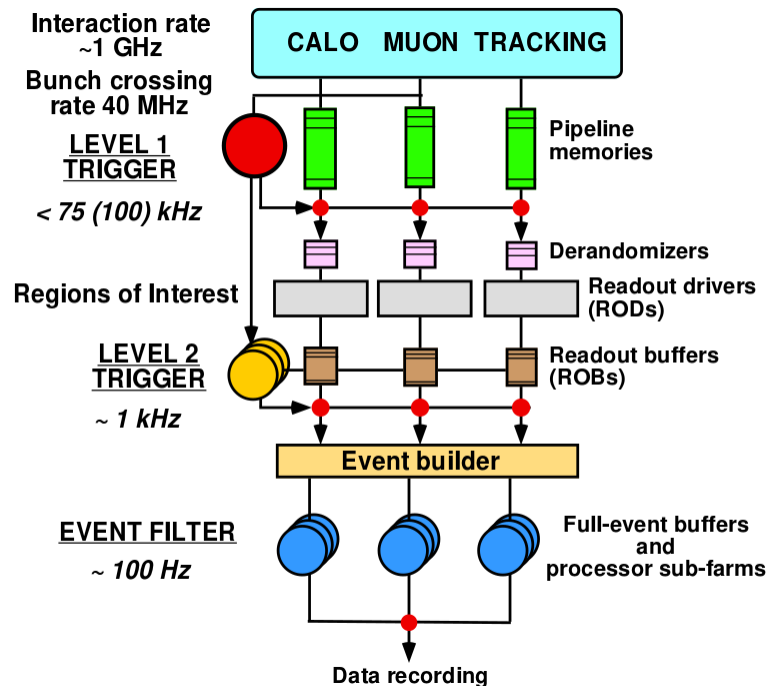 Interaction rate
~1 GHz
CALO MUON TRACKING
Bunch crossing
rate 40 MHz
LEVEL 1
TRIGGER
< 75 (100) kHz
Pipeline
memories
Derandomizers
Regions of Interest
Readout drivers
(RODs)
LEVEL 2
TRIGGER
~ 1 kHz
Readout buffers
(ROBs)
Event builder
EVENT FILTER
~ 100 Hz
Full-event buffers
and
processor sub-farms
Data recording